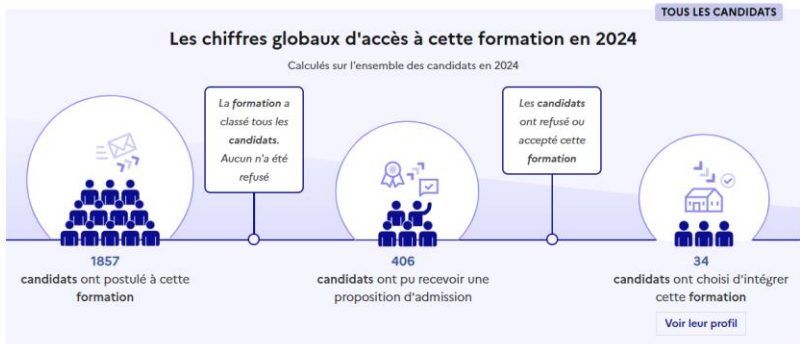 TOUS LES CANDIDATS
Les chiffres globaux d'accès à cette formation en 2024
Calculés sur l'ensemble des candidats en 2024
La formation a
classé tous les
candidats.
Aucun n'a été
refusé
Les candidats
ont refusé ou
accepté cette
formation
1857
candidats ont postulé à cette
formation
406
candidats ont pu recevoir une
proposition d'admission
34
candidats ont choisi d'intégrer
cette formation
Voir leur profil